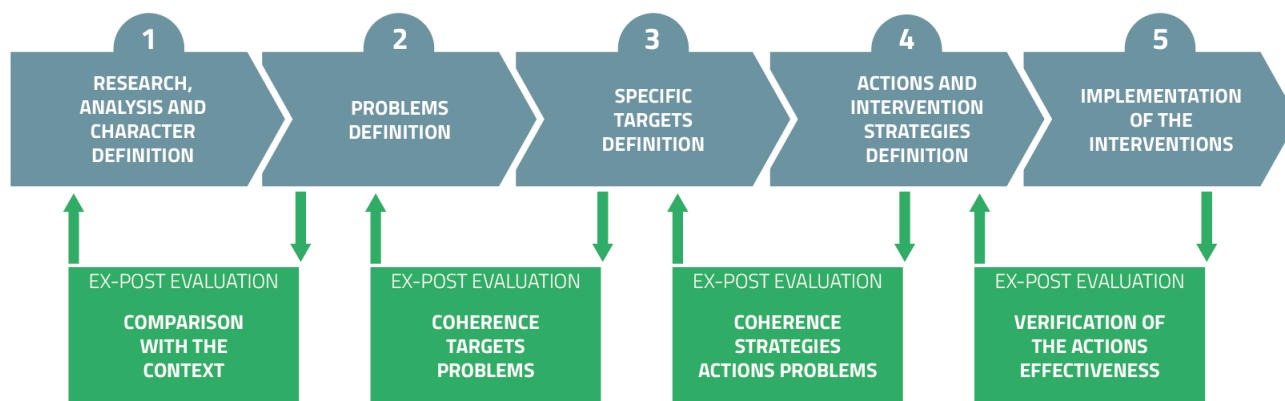 1
RESEARCH,
ANALYSIS AND
CHARACTER
DEFINITION
2
PROBLEMS
DEFINITION
3
SPECIFIC
TARGETS
DEFINITION
4
ACTIONS AND
INTERVENTION
STRATEGIES
DEFINITION
5
IMPLEMENTATION
OF THE
INTERVENTIONS
EX-POST EVALUATION
COMPARISON
WITH THE
CONTEXT
EX-POST EVALUATION
COHERENCE
TARGETS
PROBLEMS
EX-POST EVALUATION
COHERENCE
STRATEGIES
ACTIONS PROBLEMS
EX-POST EVALUATION
VERIFICATION OF
THE ACTIONS
EFFECTIVENESS